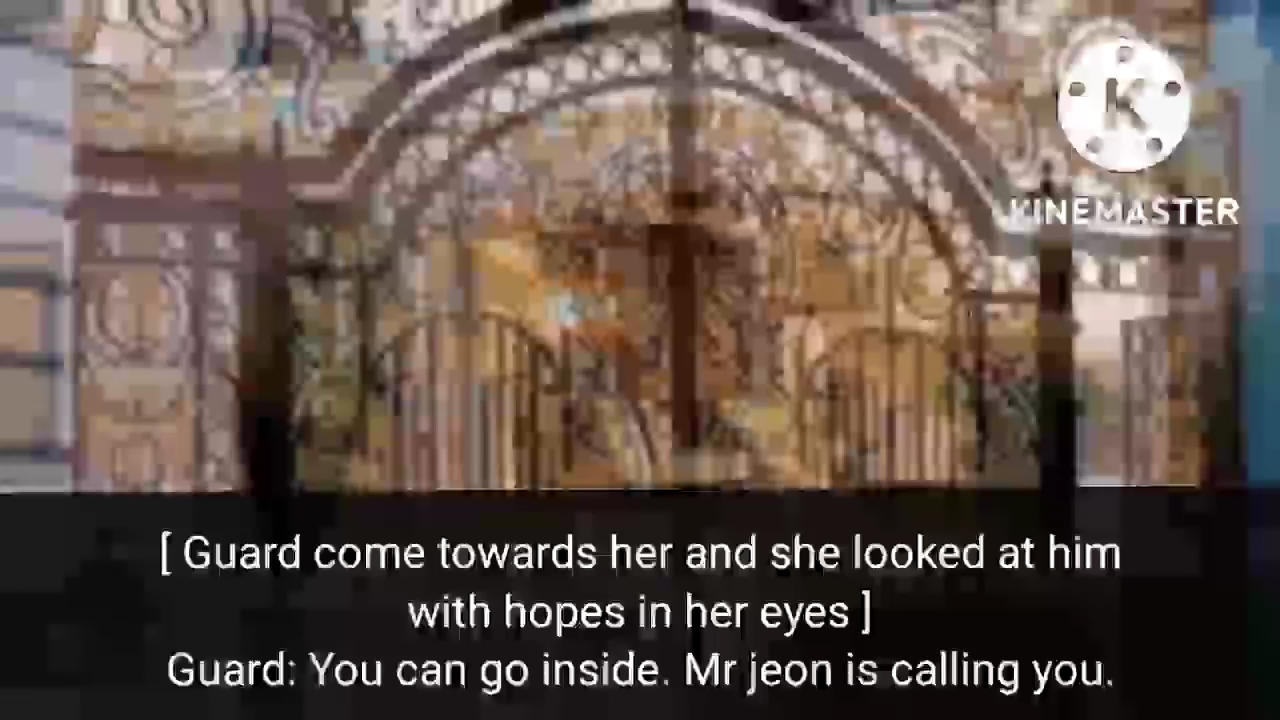 K
KINEMASTER
[ Guard come towards her and she looked at him
with hopes in her eyes ]
Guard: You can go inside. Mr jeon is calling you.